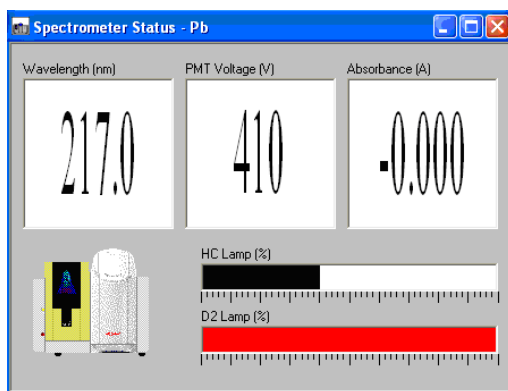 Spectrometer Status - Pb
Wavelength (nm) PMT Voltage (V) Absorbance (A)
217.0 410 -0.000
HC Lamp (%)
D2 Lamp (%)